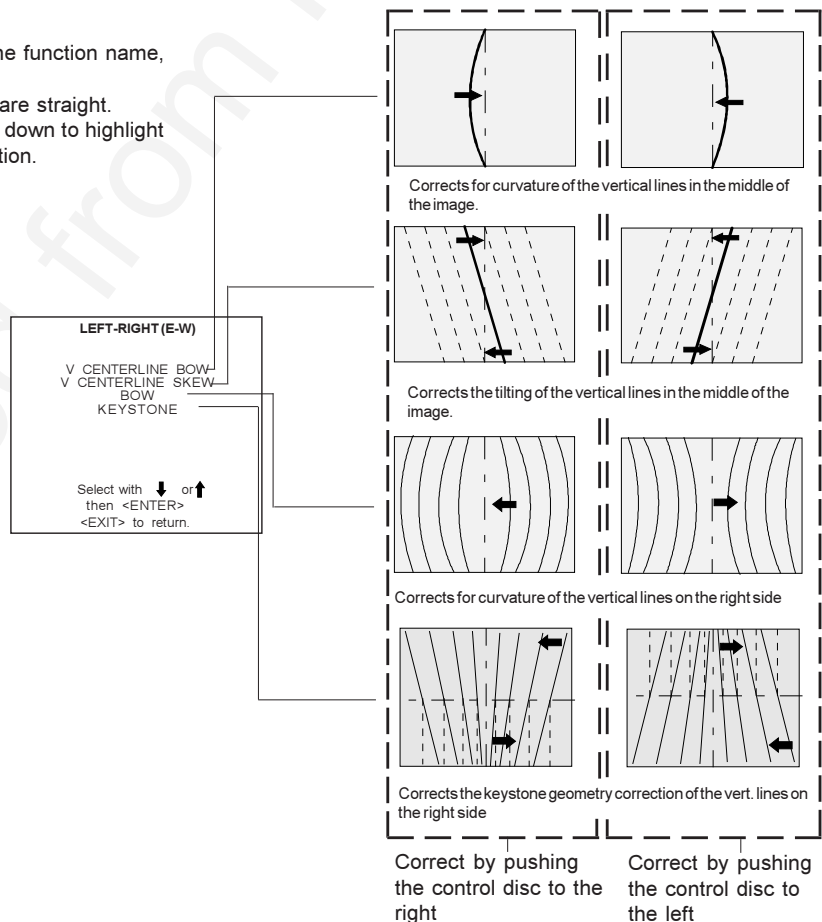 ne function name,
are straight.
down to highlight
tion.
LEFT-RIGHT (E-W)
V CENTERLINE BOW
V CENTERLINE SKEW
BOW
KEYSTONE
Select with or
then <ENTER>
<EXIT> to return.
Corrects for curvature of the vertical lines in the middle of
the image.
Corrects the tilting of the vertical lines in the middle of the
image.
Corrects for curvature of the vertical lines on the right side
Corrects the keystone geometry correction of the vert. lines on
the right side
Correct by pushing
the control disc to the
right
Correct by pushing
the control disc to
the left
from